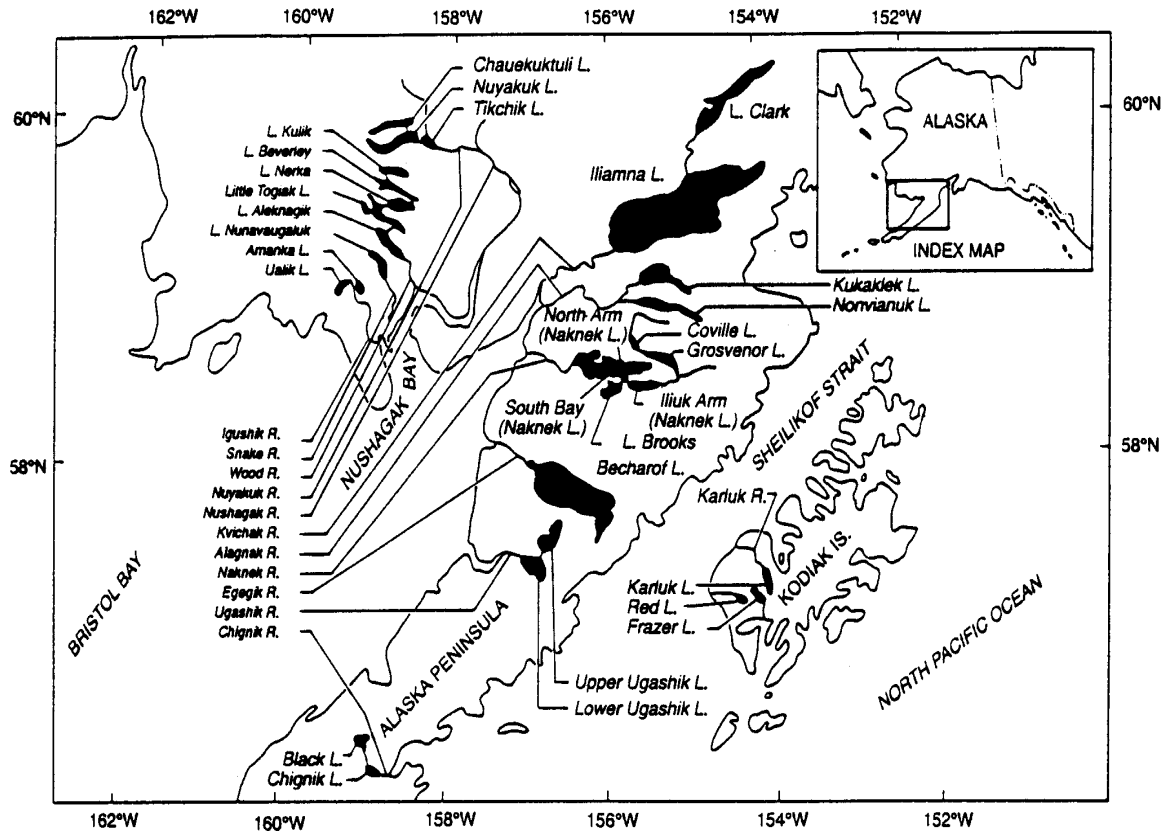 162°W 160°W 158°W 156°W 154°W 152°W
60°N
60°N
Chauekuktuli L.
Nuyakuk L.
Tikchik L.
L. Kulik
L. Beverley
L. Nerka
Little Togiak L.
L. Aleknagik
L. Nunavaugaluk
Amanka L.
Ualik L.
L. Clark
Iliamna L.
ALASKA
INDEX MAP
Kukaklek L.
Nonvianuk L.
North Arm
(Naknek L.)
Coville L.
Grosvenor L.
South Bay
(Naknek L.)
Iliuk Arm
(Naknek L.)
L. Brooks
Becharof L.
NUSHAGAK BAY
SHEILIKOF STRAIT
58°N
58°N
Igushik R.
Snake R.
Wood R.
Nuyakuk R.
Nushagak R.
Kvichak R.
Alagnak R.
Naknek R.
Egegik R.
Ugashik R.
Chignik R.
Karluk R.
Karluk L.
Red L.
Frazer L.
KODIAK IS.
BRISTOL BAY
ALASKA PENINSULA
NORTH PACIFIC OCEAN
Upper Ugashik L.
Lower Ugashik L.
Black L.
Chignik L.
162°W 160°W 158°W 156°W 154°W 152°W